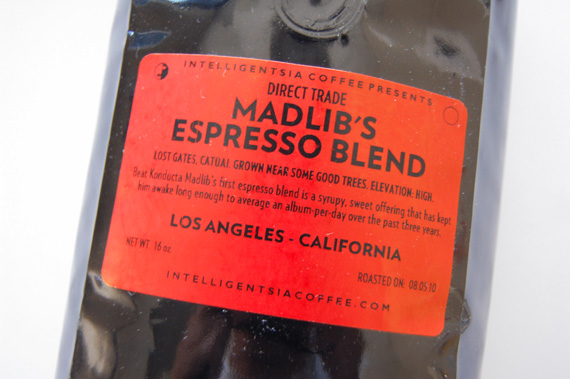 INTELLIGENTSIA COFFEE PRESENTS
DIRECT TRADE
MADLIB'S
ESPRESSO BLEND
LOST GATES, CATUAI. GROWN NEAR SOME GOOD TREES. ELEVATION: HIGH.
Beat Konducta Madlib's first espresso blend is a syrupy, sweet offering that has kept
him awake long enough to average an album-per-day over the past three years.
LOS ANGELES - CALIFORNIA
NET WT 16 oz
ROASTED ON: 08.05.10
INTELLIGENTSIACOFFEE.COM